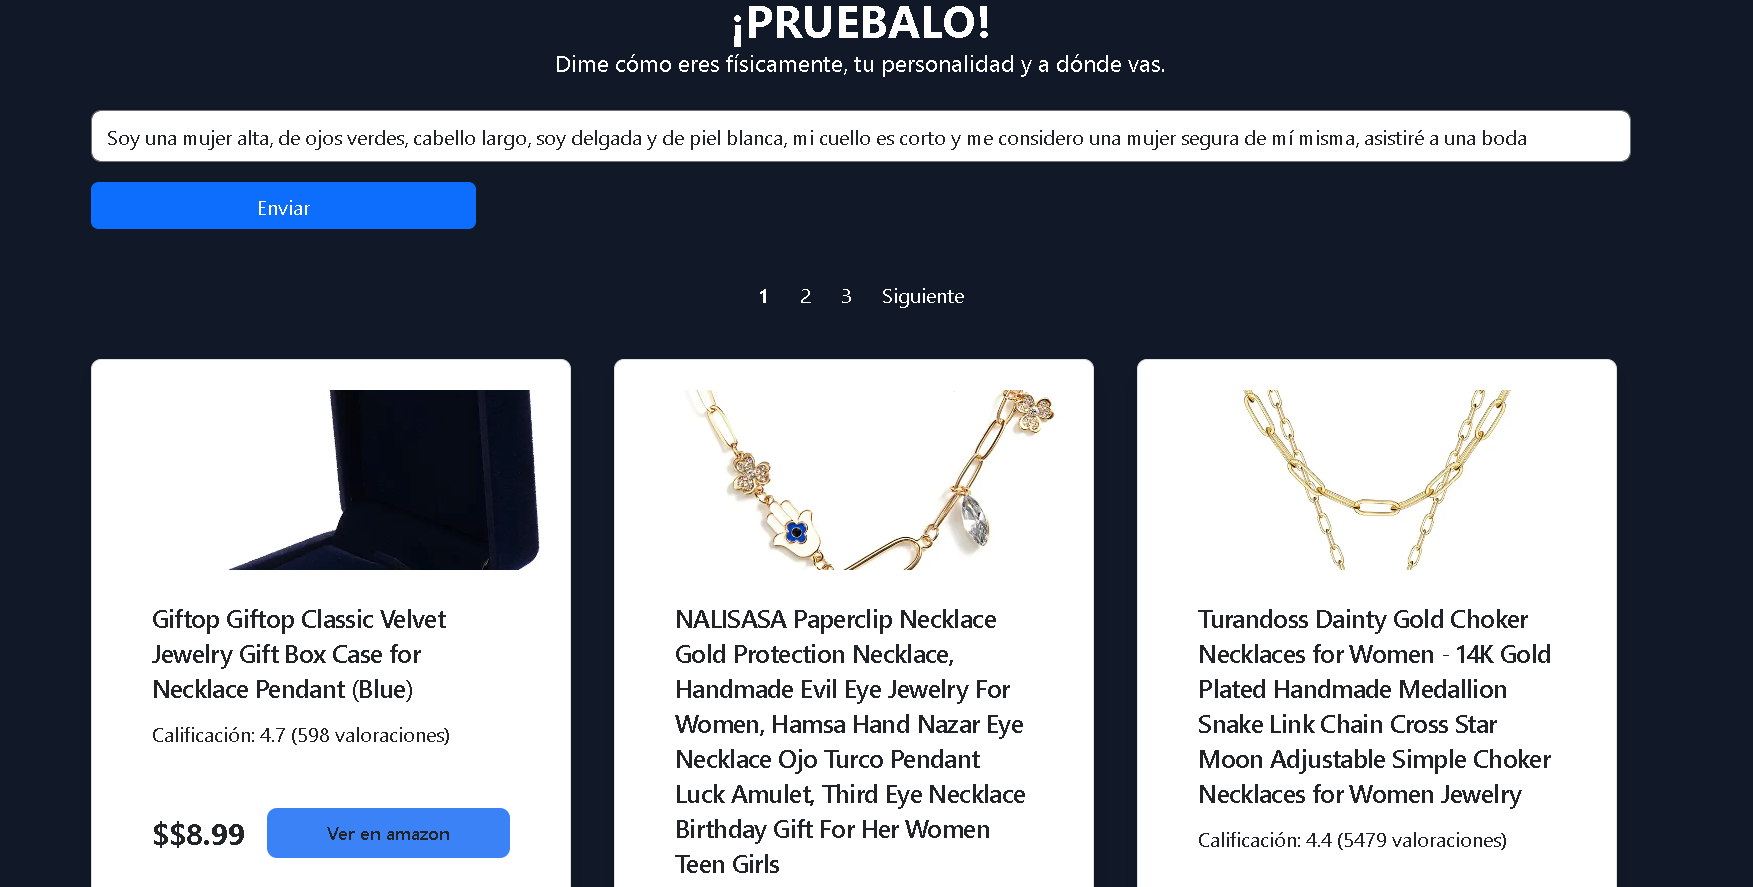 ¡PRUEBALO!
Dime cómo eres físicamente, tu personalidad y a dónde vas.
Soy una mujer alta, de ojos verdes, cabello largo, soy delgada y de piel blanca, mi cuello es corto y me considero una mujer segura de mí misma, asistiré a una boda
Enviar
1 2 3 Siguiente
Giftop Giftop Classic Velvet
Jewelry Gift Box Case for
Necklace Pendant (Blue)
Calificación: 4.7 (598 valoraciones)
$$8.99 Ver en amazon
NALISASA Paperclip Necklace
Gold Protection Necklace,
Handmade Evil Eye Jewelry For
Women, Hamsa Hand Nazar Eye
Necklace Ojo Turco Pendant
Luck Amulet, Third Eye Necklace
Birthday Gift For Her Women
Teen Girls
Turandoss Dainty Gold Choker
Necklaces for Women - 14K Gold
Plated Handmade Medallion
Snake Link Chain Cross Star
Moon Adjustable Simple Choker
Necklaces for Women Jewelry
Calificación: 4.4 (5479 valoraciones)